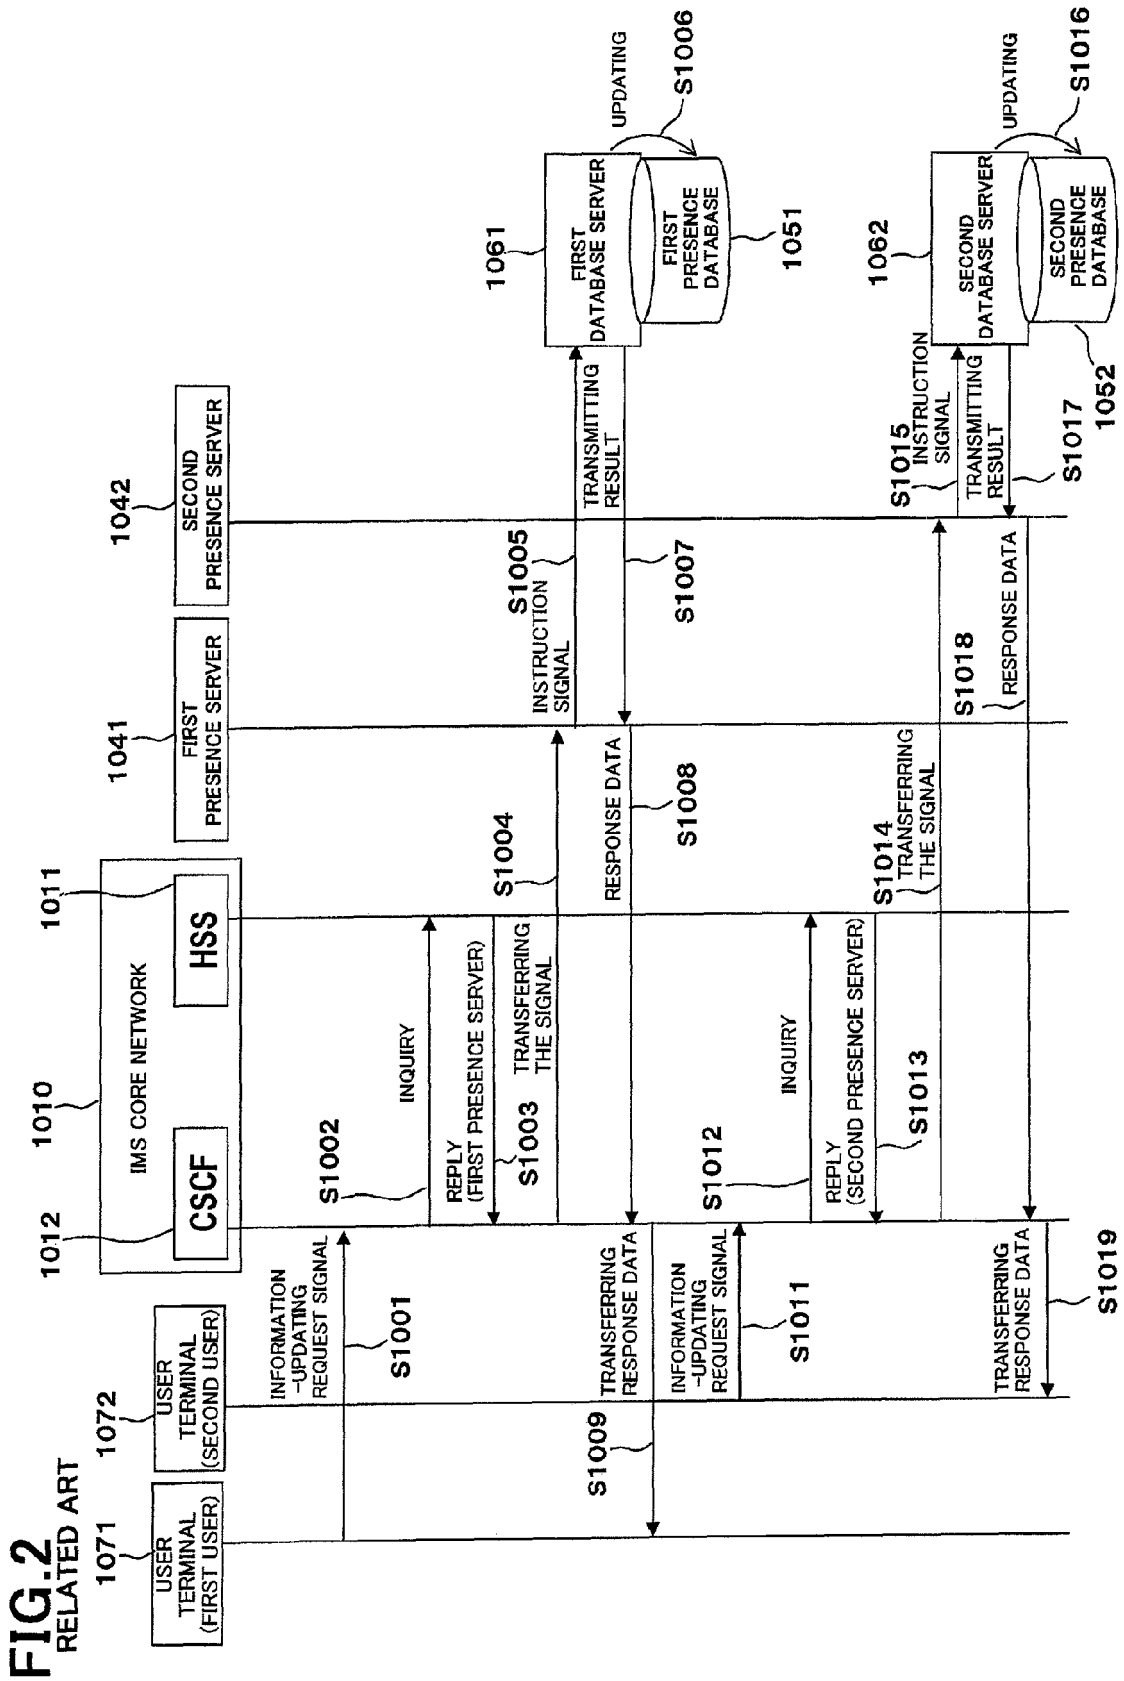 FIG.2
RELATED ART
1071
USER
TERMINAL
(FIRST USER)
1072
USER
TERMINAL
(SECOND USER)
1010
IMS CORE NETWORK
1012
CSCF
1011
HSS
1041
FIRST
PRESENCE SERVER
1042
SECOND
PRESENCE SERVER
INFORMATION
-UPDATING
REQUEST SIGNAL
S1001
S1002
INQUIRY
REPLY
(FIRST PRESENCE SERVER)
S1003
TRANSFERRING
THE SIGNAL
S1004
INSTRUCTION
SIGNAL
S1005
1061
FIRST
DATABASE SERVER
UPDATING
S1006
FIRST
PRESENCE
DATABASE
1051
TRANSMITTING
RESULT
S1007
RESPONSE DATA
S1008
TRANSFERRING
RESPONSE DATA
S1009
INFORMATION
-UPDATING
REQUEST SIGNAL
S1011
S1012
INQUIRY
REPLY
(SECOND PRESENCE SERVER)
S1013
S1014
TRANSFERRING
THE SIGNAL
S1015
INSTRUCTION
SIGNAL
1062
SECOND
DATABASE SERVER
UPDATING
S1016
SECOND
PRESENCE
DATABASE
1052
TRANSMITTING
RESULT
S1017
S1018
RESPONSE DATA
TRANSFERRING
RESPONSE DATA
S1019